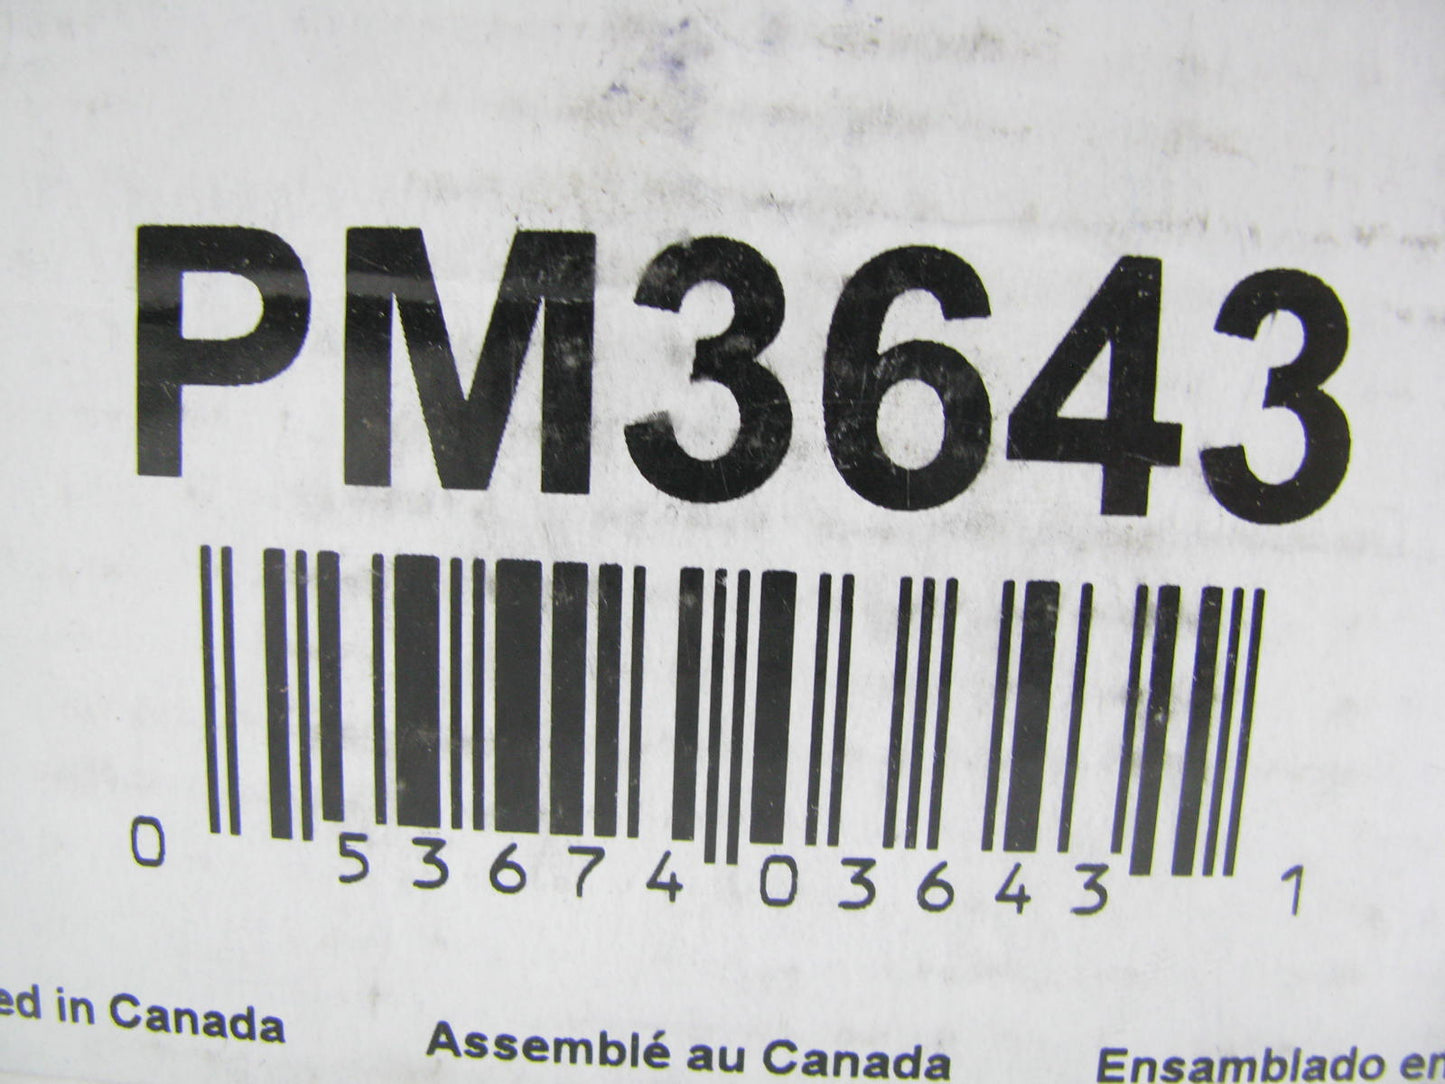 PM3643
0 53674 03643 1
ed in Canada
Assemblé au Canada
Ensamblado en